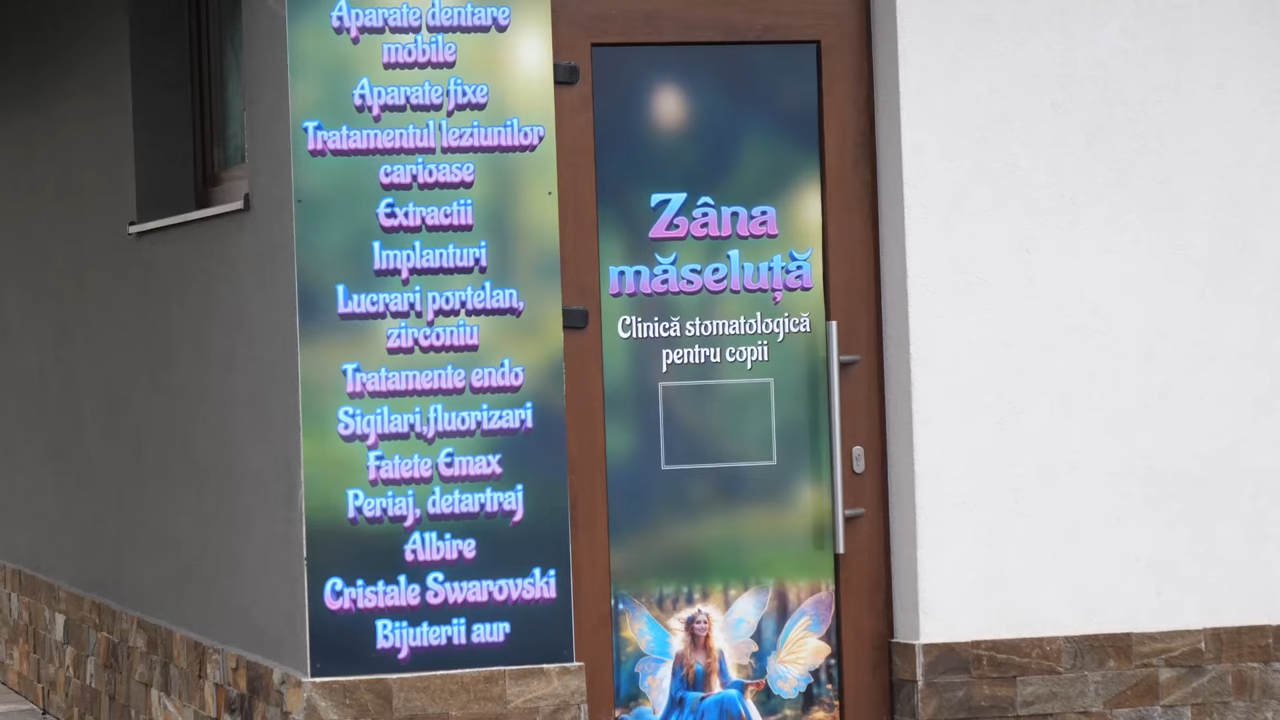 Aparate dentare
mobile
Aparate fixe
Tratamentul leziunilor
carioase
Extractii
Implanturi
Lucrari portelan,
zirconiu
Tratamente endo
Sigilari,fluorizari
Fatete Emax
Periaj, detartraj
Albire
Cristale Swarovski
Bijuterii aur
Zâna
măseluță
Clinică stomatologică
pentru copii